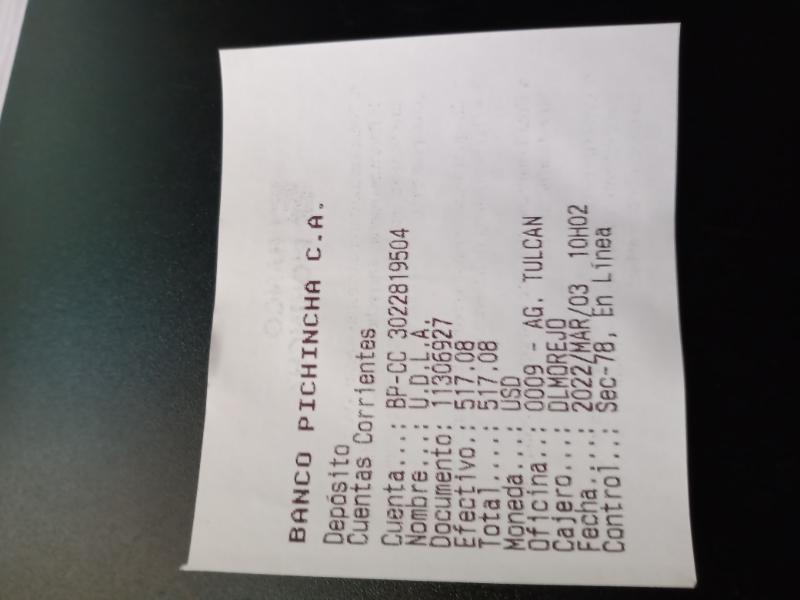 BANCO PICHINCHA C.A.
Depósito
Cuentas Corrientes
Cuenta...: BP-CC 3022819504
Nombre...: U.D.L.A.
Documento: 11306927
Efectivo.: 517.08
Total....: 517.08
Moneda...: USD
Oficina..: 0009 - AG. TULCAN
Cajero...: DLMOREJO
Fecha....: 2022/MAR/03 10H02
Control..: Sec-78, En Línea